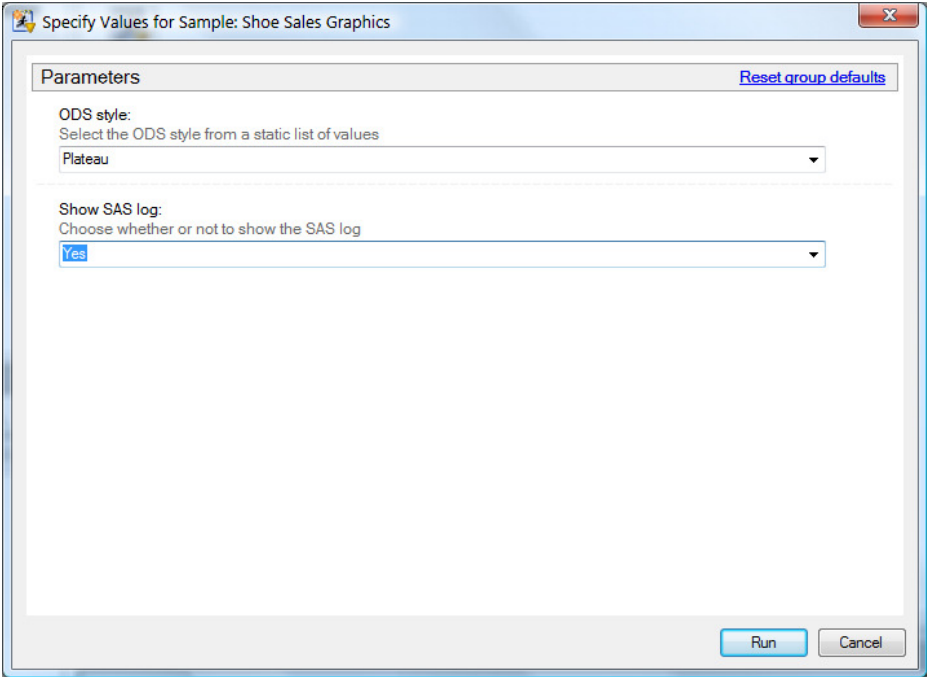 Specify Values for Sample: Shoe Sales Graphics
Parameters Reset group defaults
ODS style:
Select the ODS style from a static list of values
Plateau
Show SAS log:
Choose whether or not to show the SAS log
Yes
Run Cancel